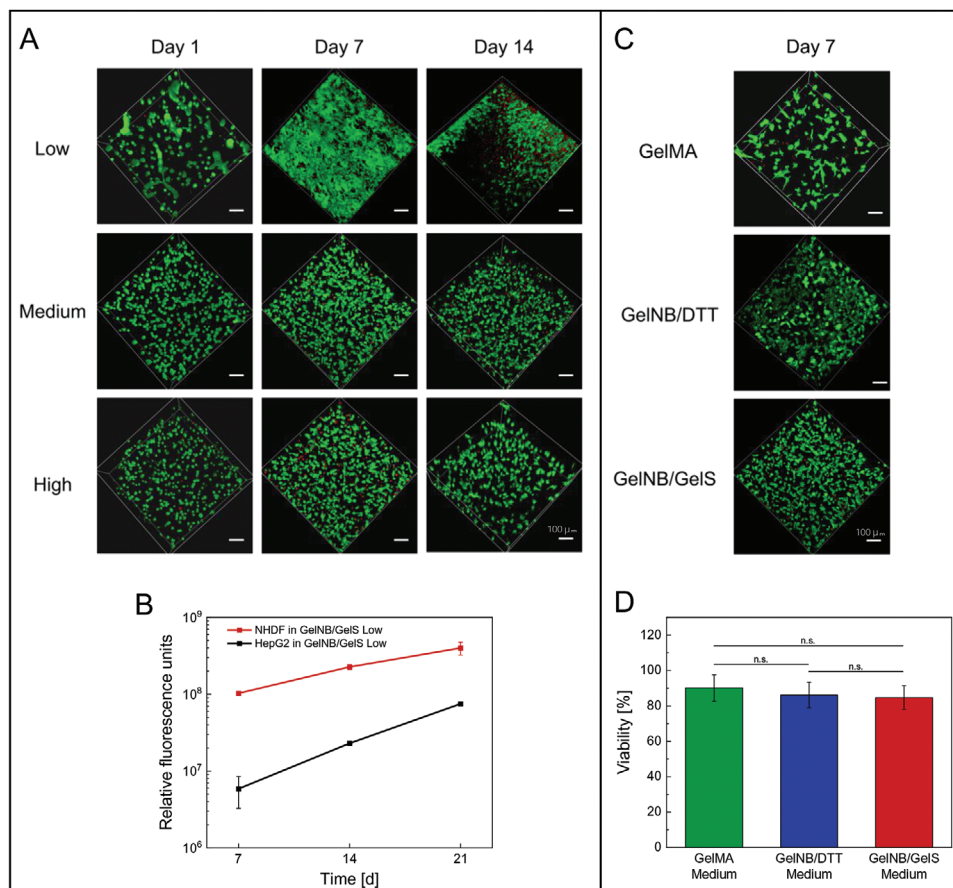 A
Day 1
Day 7
Day 14
Low
Medium
High
100 µm
B
Relative fluorescence units
10⁹
10⁸
10⁷
10⁶
NHDF in GelNB/GelS Low
HepG2 in GelNB/GelS Low
7
14
21
Time [d]
C
Day 7
GelMA
GelNB/DTT
GelNB/GelS
100 µm
D
Viability [%]
120
100
80
60
40
20
0
n.s.
n.s.
n.s.
GelMA
Medium
GelNB/DTT
Medium
GelNB/GelS
Medium